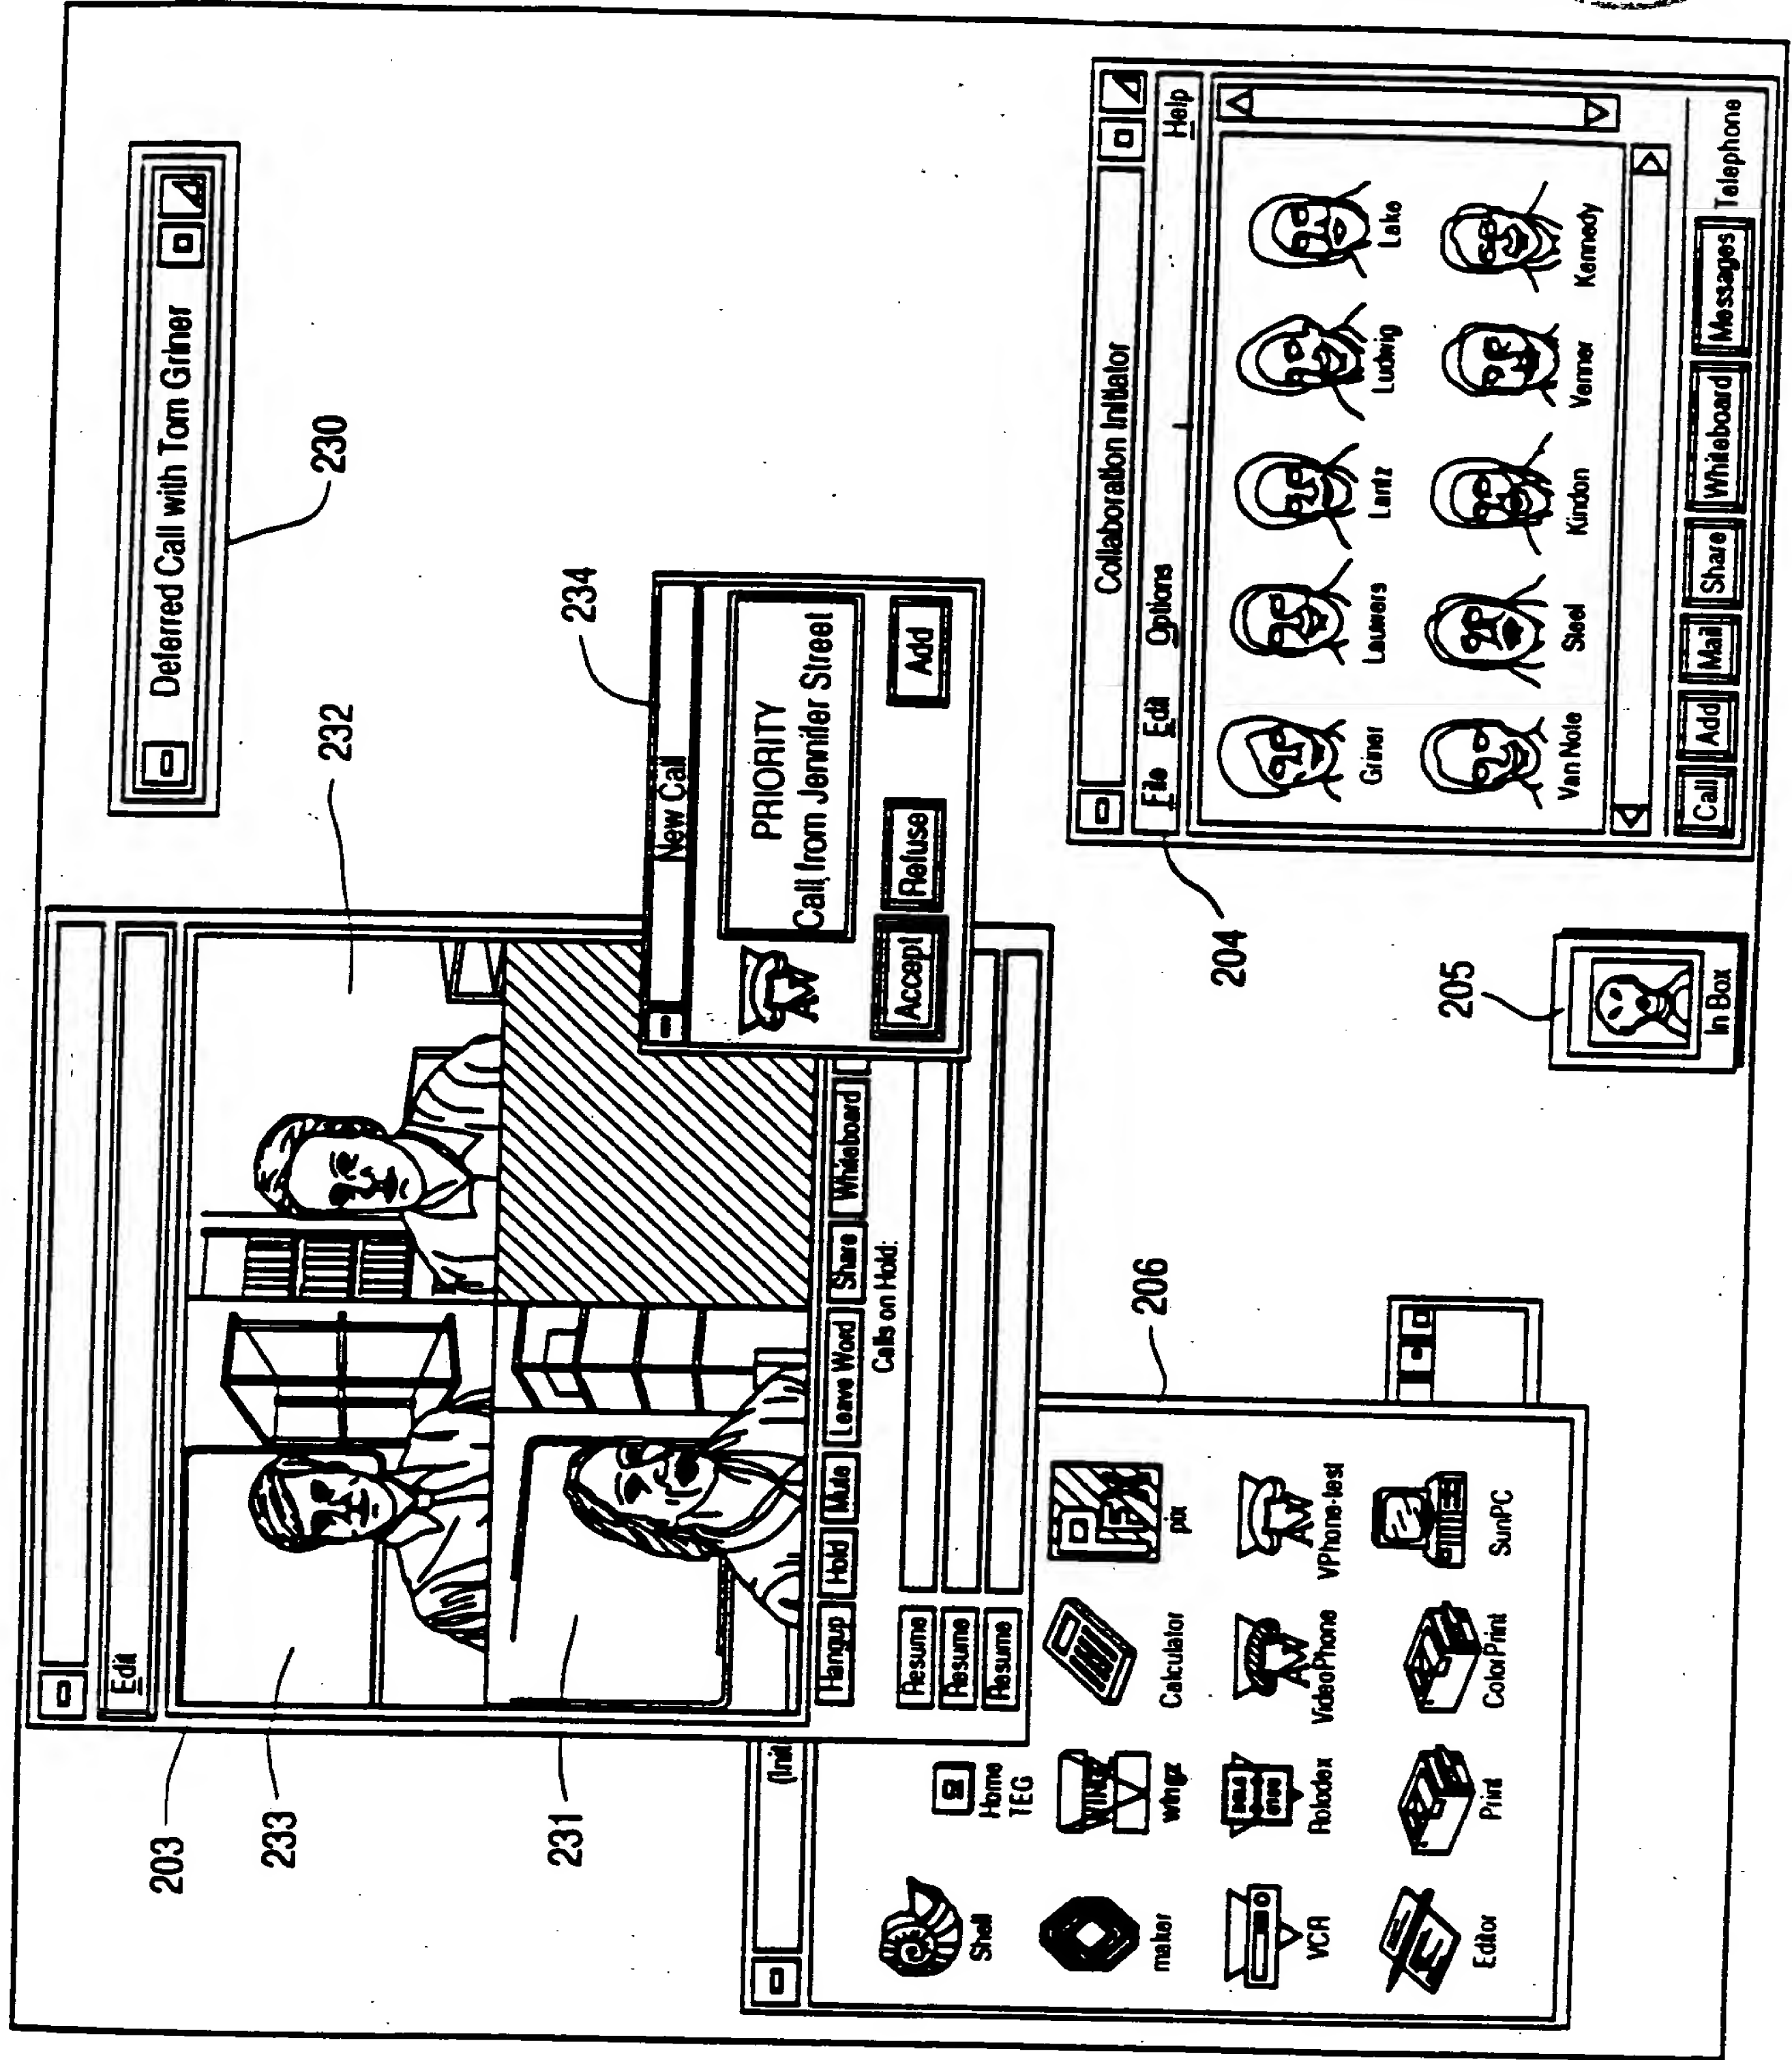 Deferred Call with Tom Griner
230
232
234
203
233
231
Edit
New Call
PRIORITY
Call from Jennifer Street
Accept
Refuse
Add
Hangup
Hold
Mute
Leave Word
Share
Whiteboard
Calls on Hold:
Resume
Resume
Resume
(Init
Home
TEG
Shell
maker
wingz
WINGZ
Calculator
pix
VCR
Rolodex
VideoPhone
VPhone-test
Editor
Print
ColorPrint
SunPC
206
205
In Box
204
Collaboration Initiator
File Edit Options Help
Griner
Lauwers
Lantz
Ludwig
Lake
Van Note
Steel
Kindon
Venner
Kennedy
Call
Add
Mail
Share
Whiteboard
Messages
Telephone